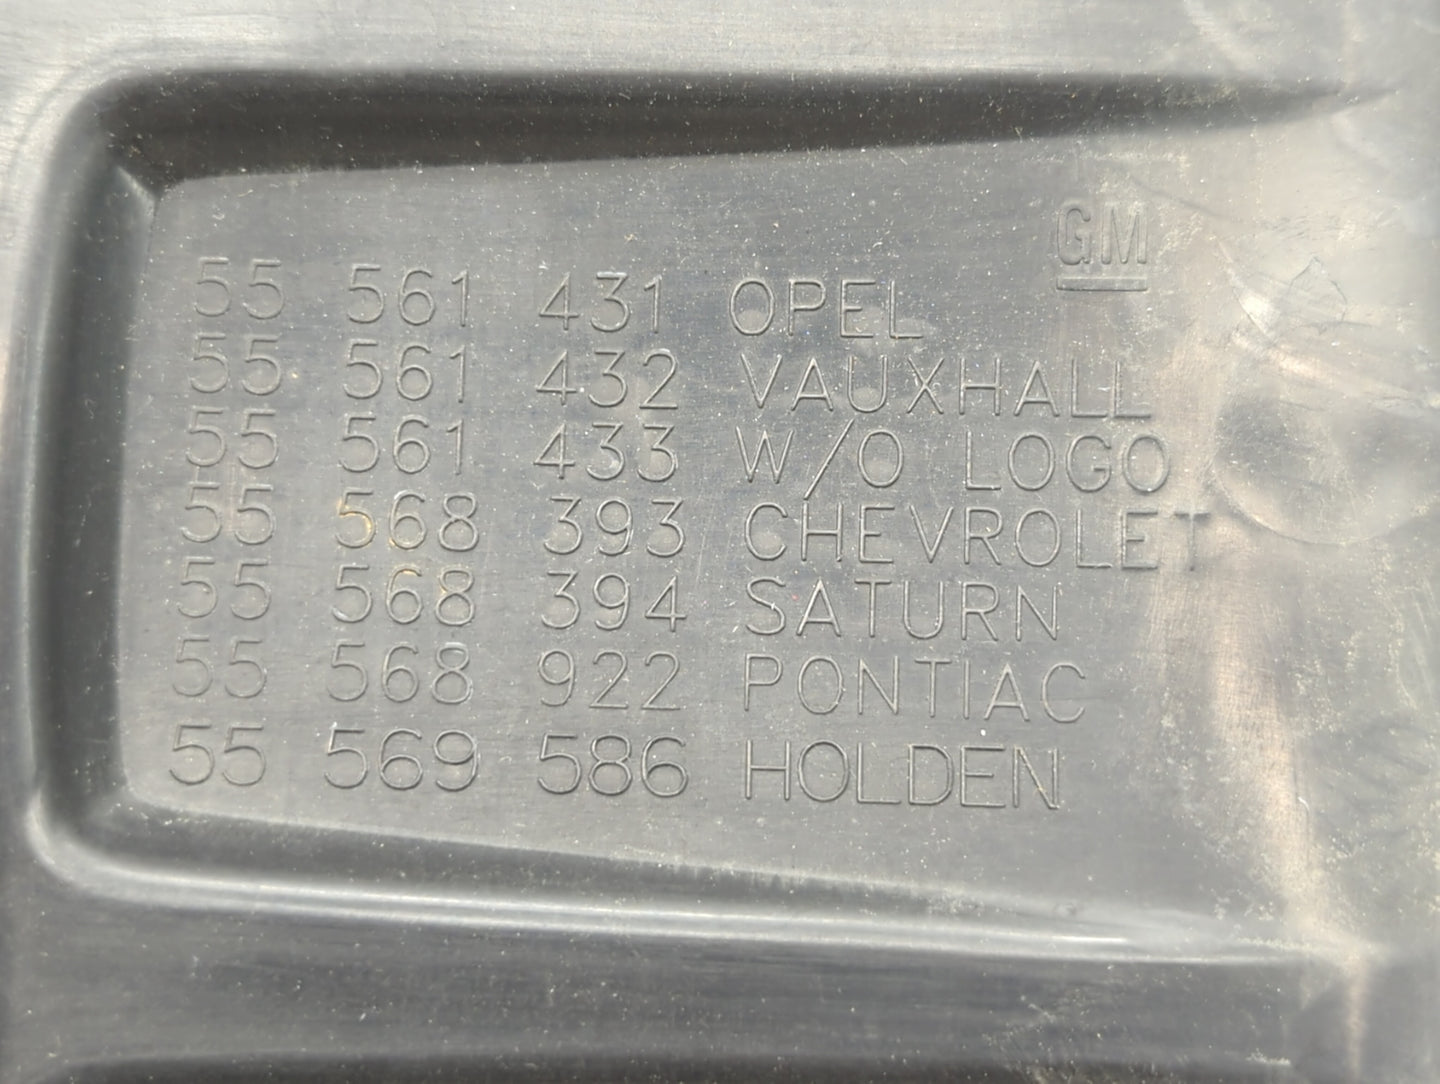 GM
55 561 431 OPEL
55 561 432 VAUXHALL
55 561 433 W/O LOGO
55 568 393 CHEVROLET
55 568 394 SATURN
55 568 922 PONTIAC
55 569 586 HOLDEN